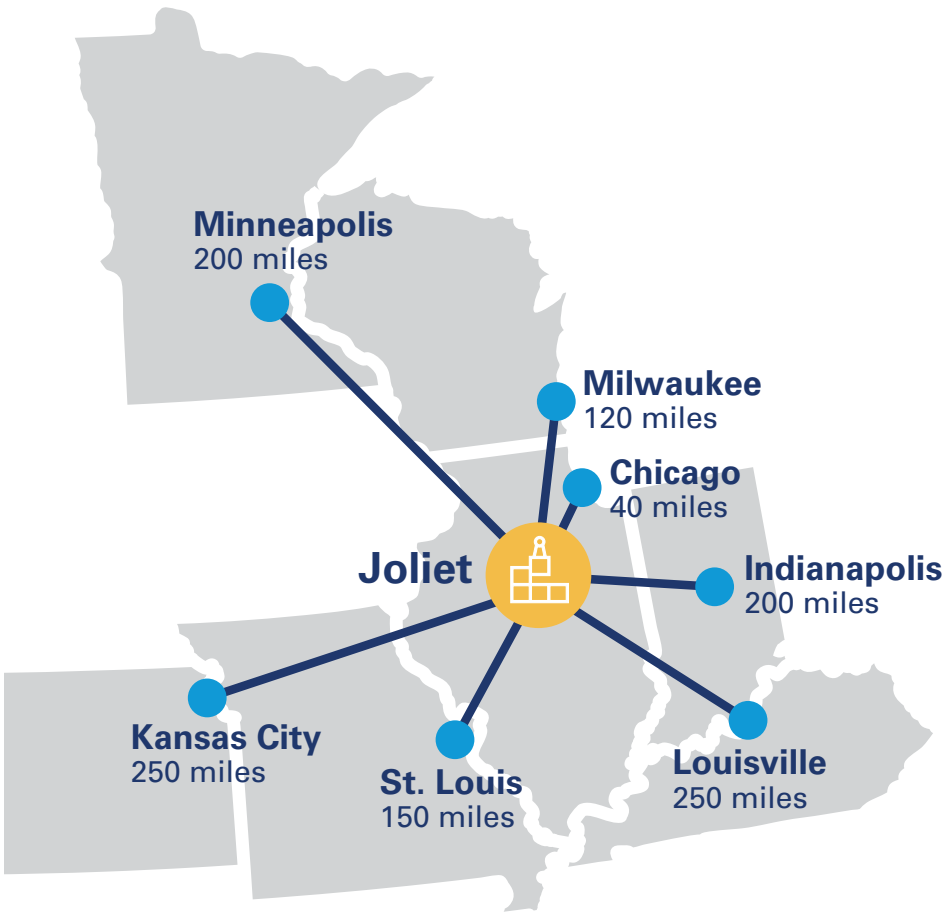 Minneapolis
200 miles
Milwaukee
120 miles
Chicago
40 miles
Joliet
Indianapolis
200 miles
Kansas City
250 miles
St. Louis
150 miles
Louisville
250 miles